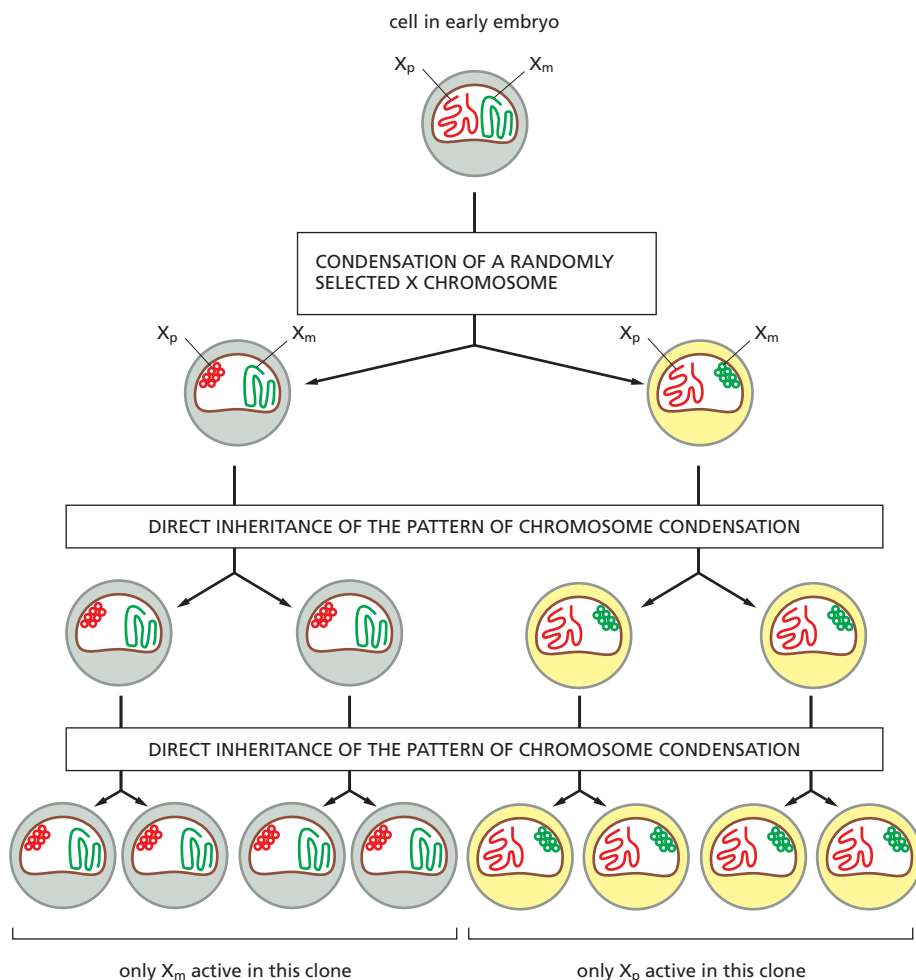 cell in early embryo
Xp Xm
CONDENSATION OF A RANDOMLY
SELECTED X CHROMOSOME
Xp Xm Xp Xm
DIRECT INHERITANCE OF THE PATTERN OF CHROMOSOME CONDENSATION
DIRECT INHERITANCE OF THE PATTERN OF CHROMOSOME CONDENSATION
only Xm active in this clone
only Xp active in this clone